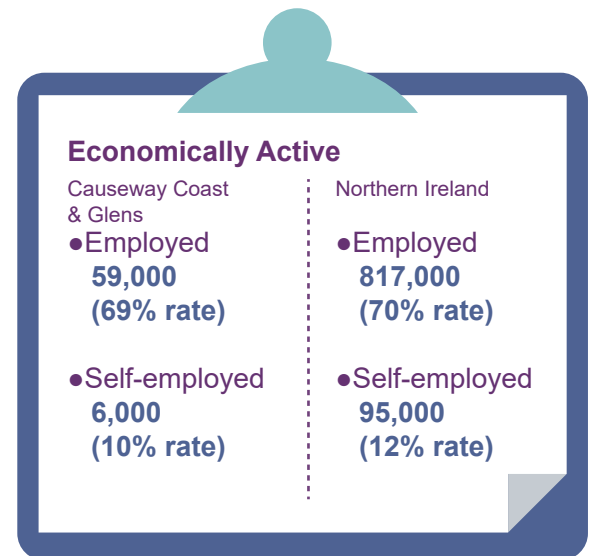 Economically Active
Causeway Coast
& Glens
●Employed
59,000
(69% rate)
●Self-employed
6,000
(10% rate)
Northern Ireland
●Employed
817,000
(70% rate)
●Self-employed
95,000
(12% rate)